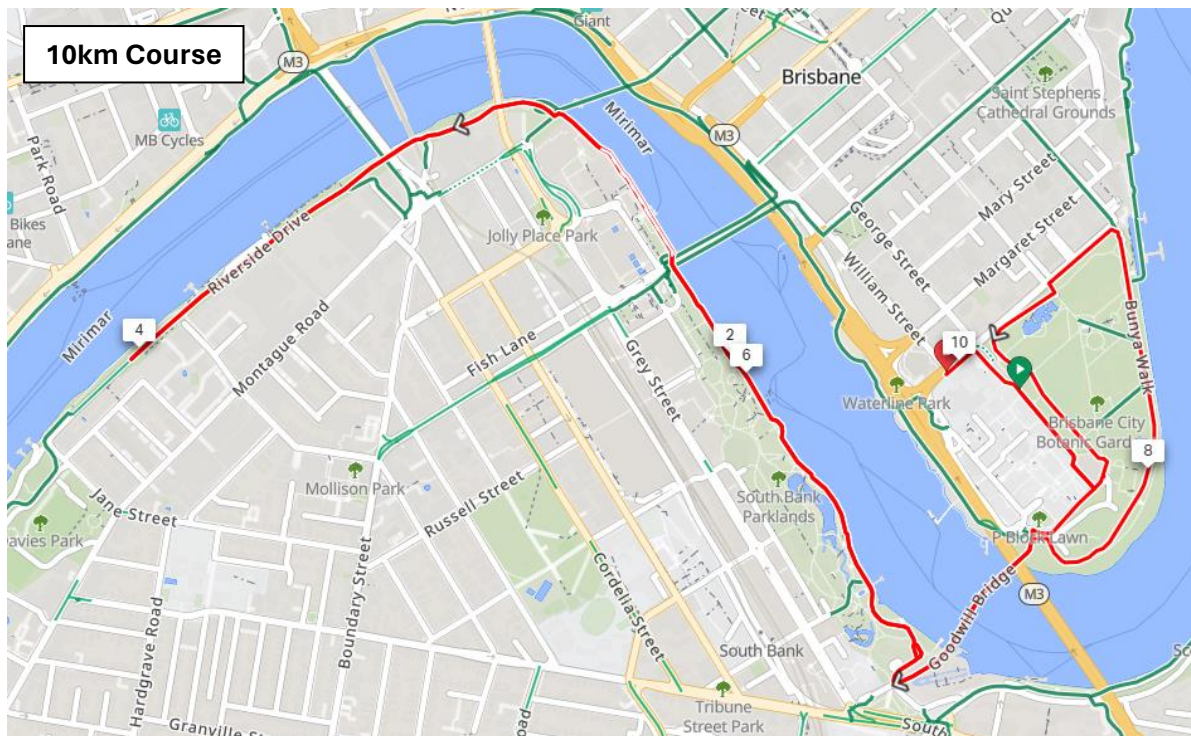 10km Course
Giant
M3
Brisbane
MB Cycles
Mirimar
M3
Saint Stephens
Cathedral Grounds
Park Road
Bikes
Mary Street
George Street
Margaret Street
Jolly Place Park
William Street
Riverside Drive
Bunya Walk
4
Mirimar
Montague Road
Fish Lane
Grey Street
2
6
10
Waterline Park
Brisbane City
Botanic Gard
8
Mollison Park
Jane Street
Russell Street
South Bank
Parklands
avies Park
P Block Lawn
Boundary Street
Cordelia Street
Goodwill Bridge
M3
Hardgrave Road
South Bank
Tribune
Street Park
Granville
South